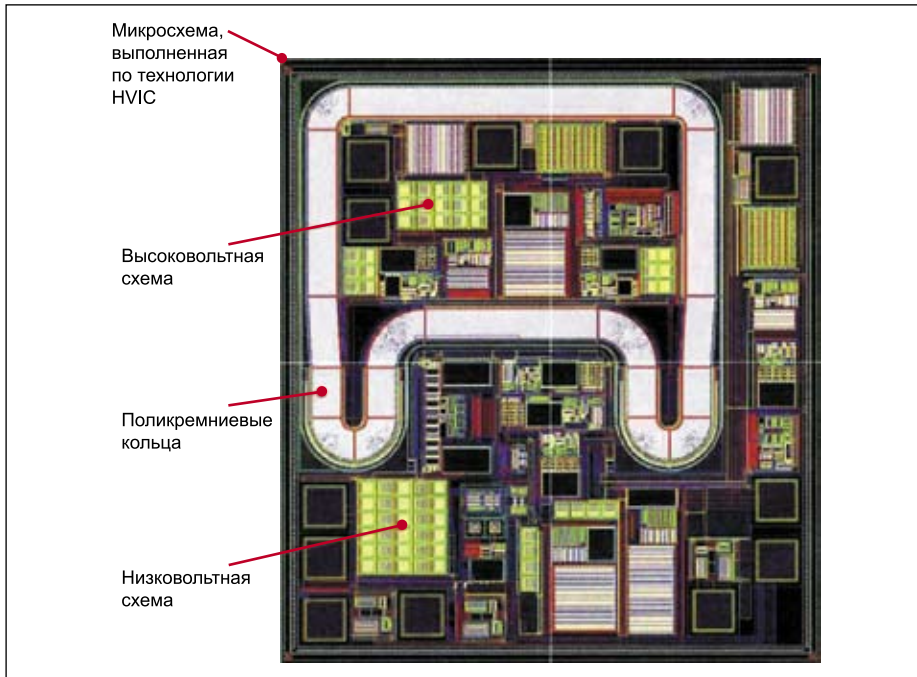 Микросхема,
выполненная
по технологии
HVIC
Высоковольтная
схема
Поликремниевые
кольца
Низковольтная
схема